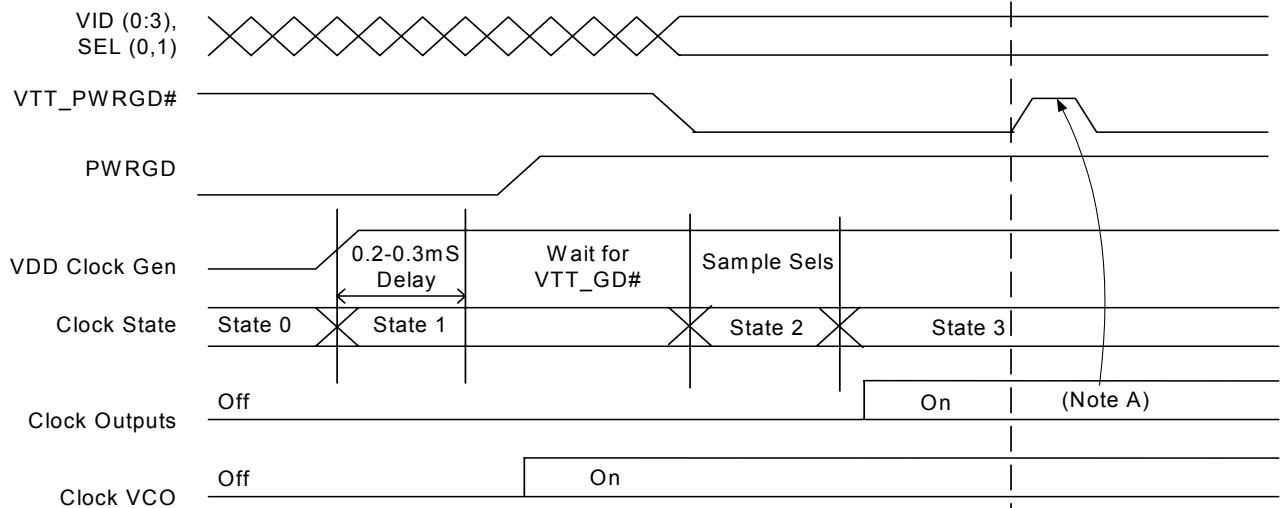 VID (0:3),
SEL (0,1)
VTT_PWRGD#
PWRGD
VDD Clock Gen
0.2-0.3mS
Delay
Wait for
VTT_GD#
Sample Sels
Clock State
State 0
State 1
State 2
State 3
Clock Outputs
Off
On
(Note A)
Clock VCO
Off
On